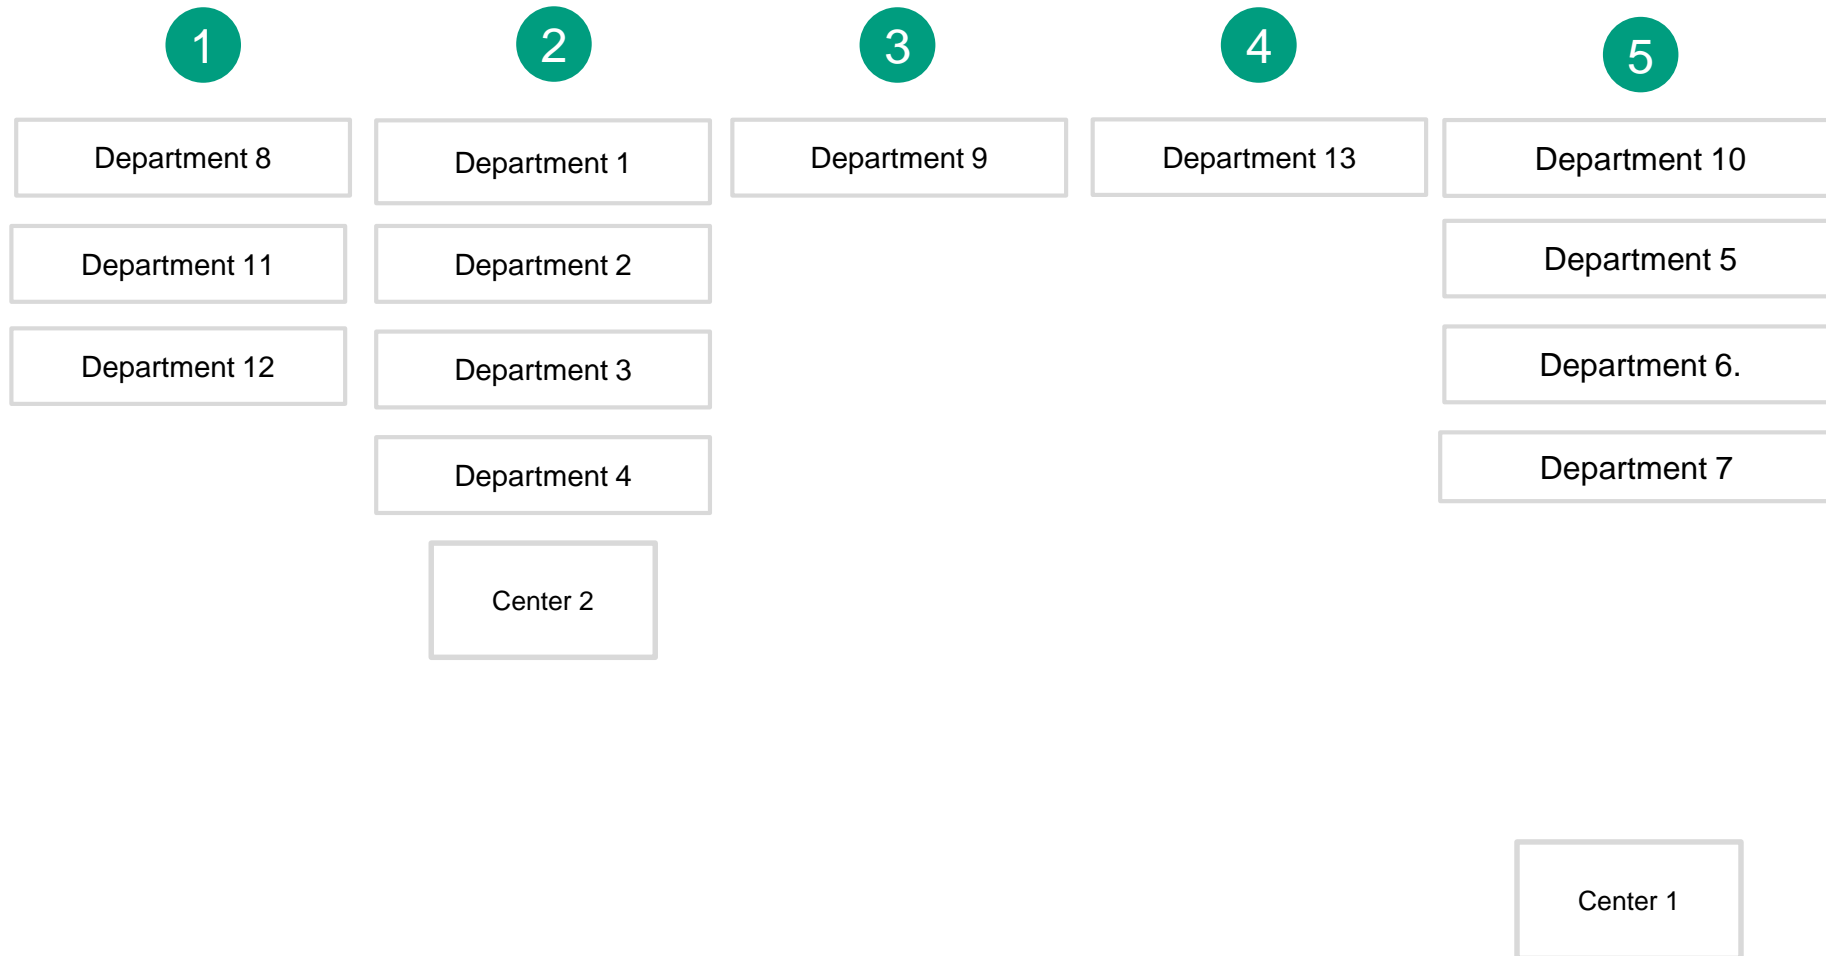 1
2
3
4
5
Department 8
Department 1
Department 9
Department 13
Department 10
Department 11
Department 2
Department 5
Department 12
Department 3
Department 6.
Department 4
Department 7
Center 2
Center 1